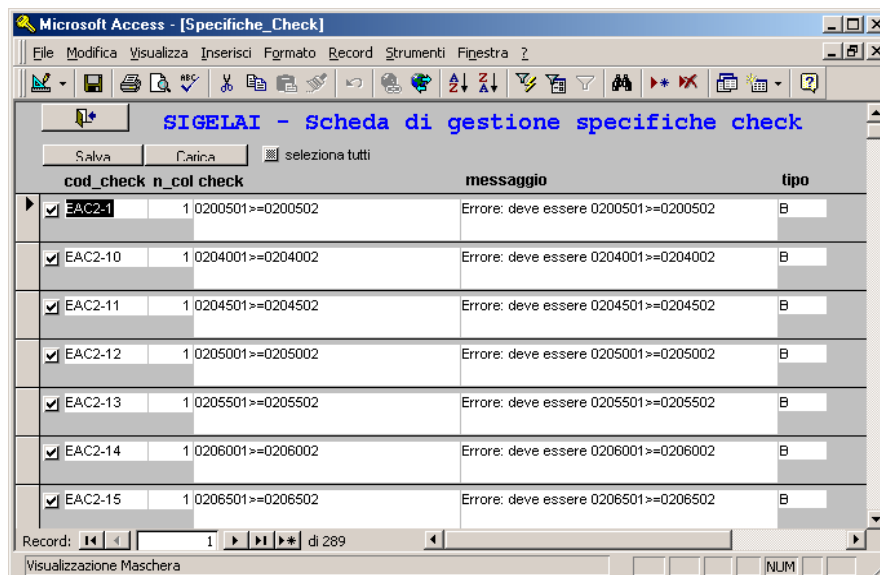 Microsoft Access - [Specifiche_Check]
File Modifica Visualizza Inserisci Formato Record Strumenti Finestra ?
SIGELAI - Scheda di gestione specifiche check
Salva Carica seleziona tutti
cod_check n_col check messaggio tipo
EAC2-1 1 0200501>=0200502 Errore: deve essere 0200501>=0200502 B
EAC2-10 1 0204001>=0204002 Errore: deve essere 0204001>=0204002 B
EAC2-11 1 0204501>=0204502 Errore: deve essere 0204501>=0204502 B
EAC2-12 1 0205001>=0205002 Errore: deve essere 0205001>=0205002 B
EAC2-13 1 0205501>=0205502 Errore: deve essere 0205501>=0205502 B
EAC2-14 1 0206001>=0206002 Errore: deve essere 0206001>=0206002 B
EAC2-15 1 0206501>=0206502 Errore: deve essere 0206501>=0206502 B
Record: 1 di 289
Visualizzazione Maschera NUM